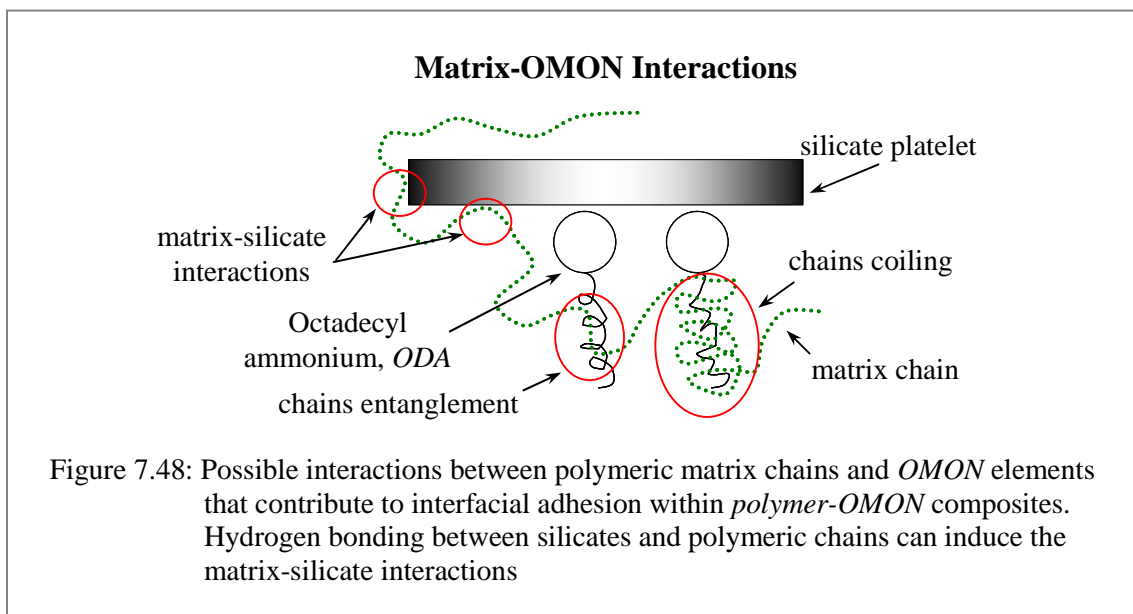 Matrix-OMON Interactions
silicate platelet
matrix-silicate
interactions
chains coiling
Octadecyl
ammonium, ODA
matrix chain
chains entanglement
Figure 7.48: Possible interactions between polymeric matrix chains and OMON elements
that contribute to interfacial adhesion within polymer-OMON composites.
Hydrogen bonding between silicates and polymeric chains can induce the
matrix-silicate interactions